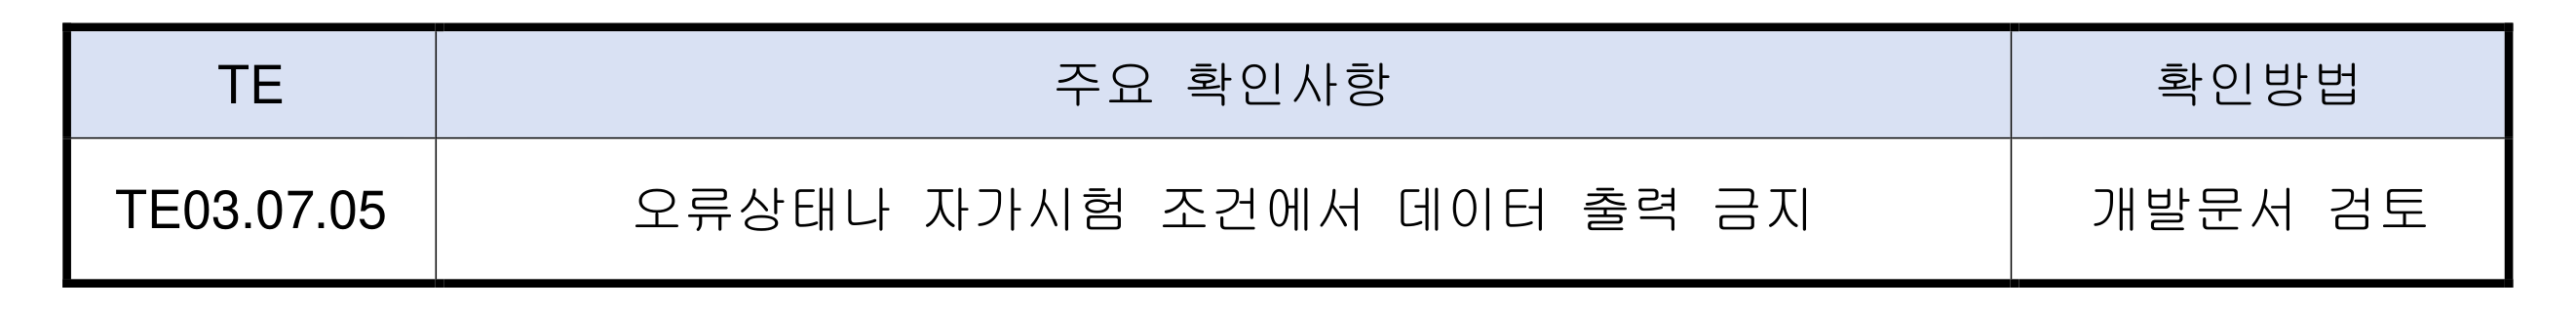 TE 주요 확인사항 확인방법
TE03.07.05 오류상태나 자가시험 조건에서 데이터 출력 금지 개발문서 검토